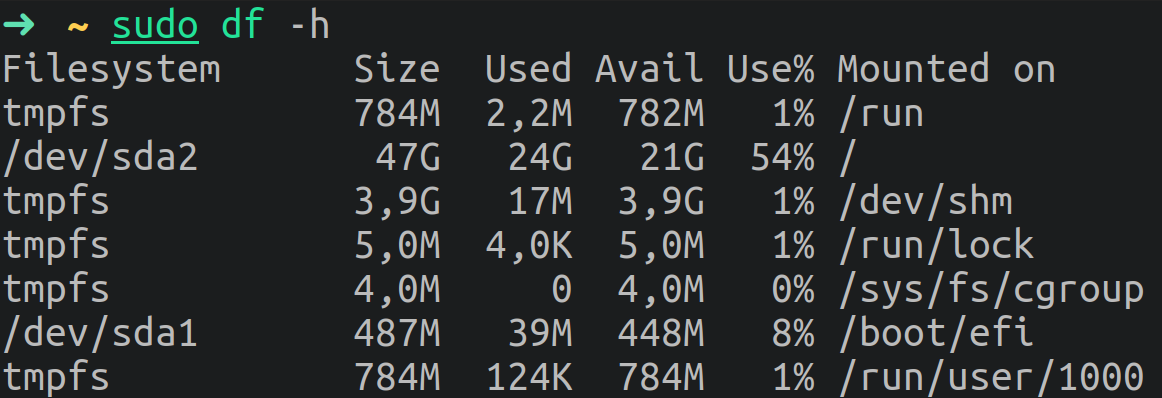 ➜ ~ sudo df -h
Filesystem      Size  Used Avail Use% Mounted on
tmpfs           784M  2,2M  782M   1% /run
/dev/sda2        47G   24G   21G  54% /
tmpfs           3,9G   17M  3,9G   1% /dev/shm
tmpfs           5,0M  4,0K  5,0M   1% /run/lock
tmpfs           4,0M     0  4,0M   0% /sys/fs/cgroup
/dev/sda1       487M   39M  448M   8% /boot/efi
tmpfs           784M  124K  784M   1% /run/user/1000